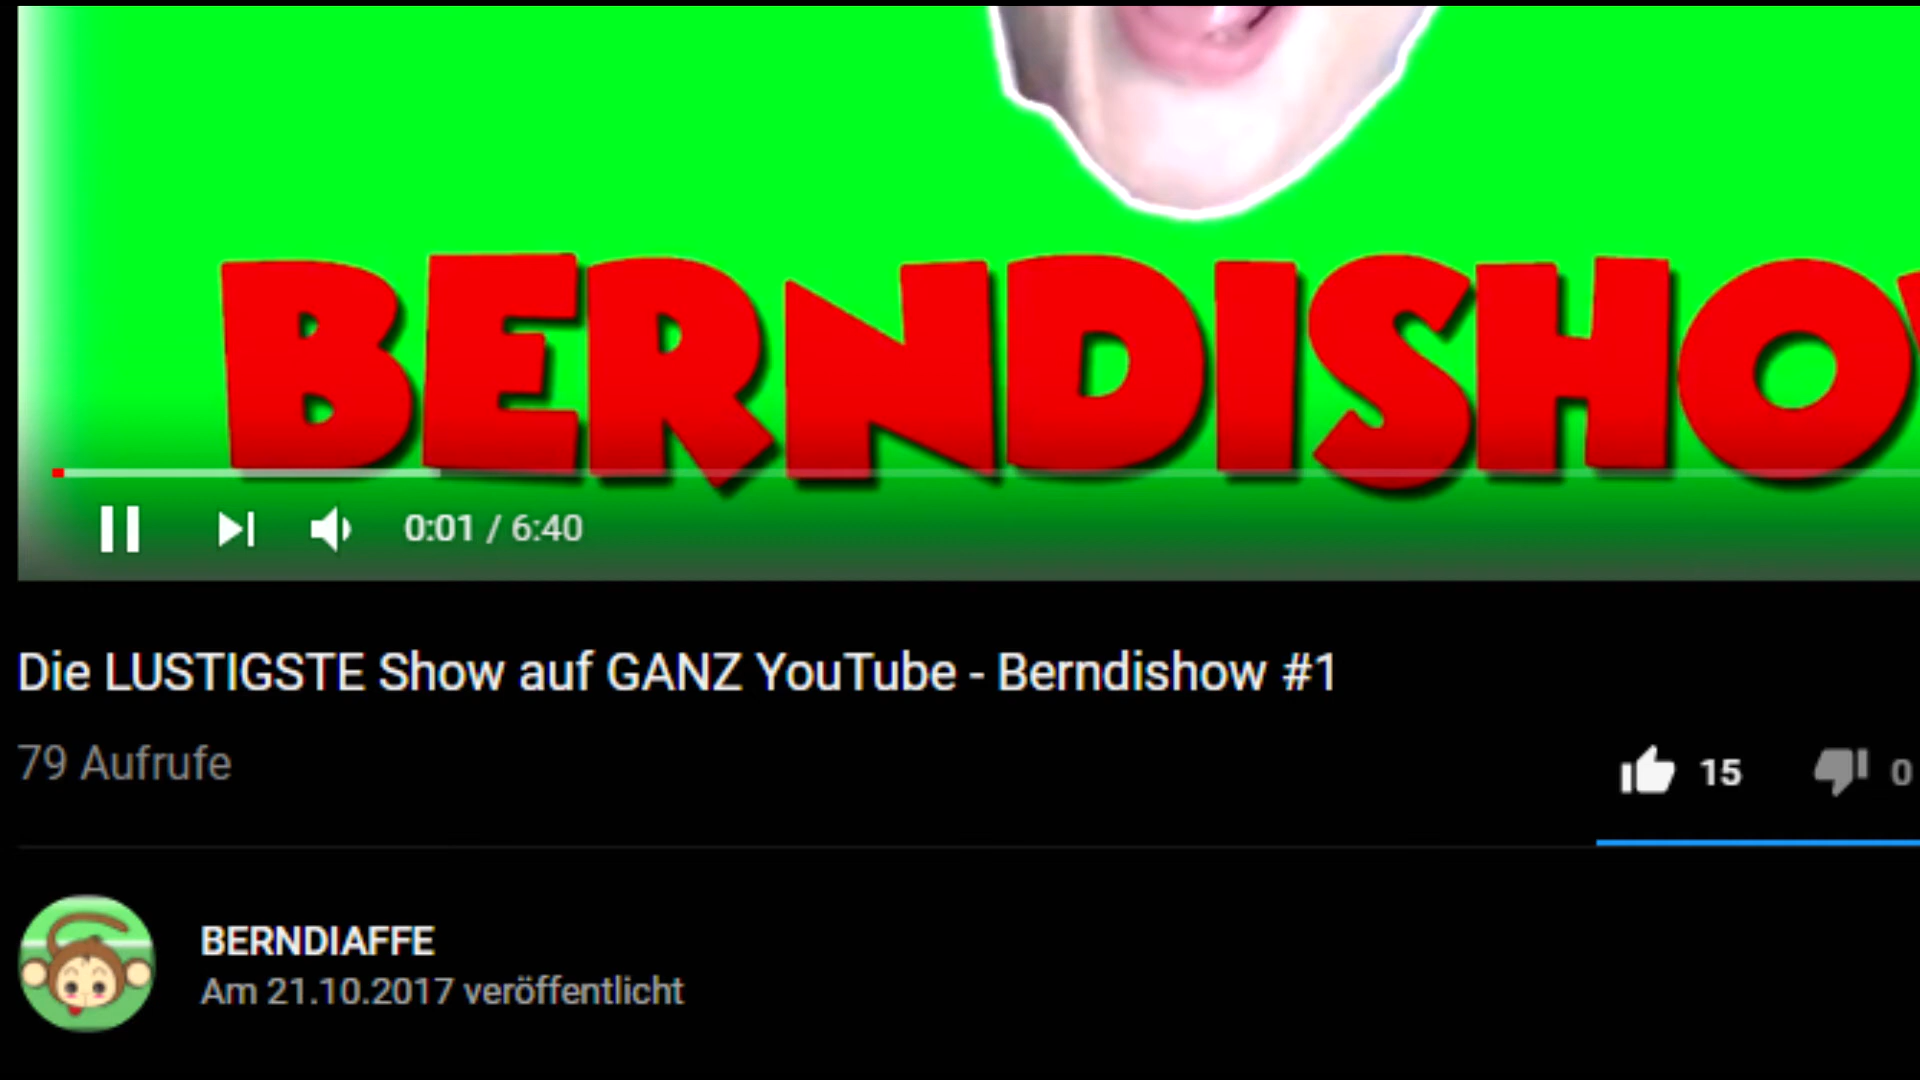 BERNDISHOW
0:01 / 6:40
Die LUSTIGSTE Show auf GANZ YouTube - Berndishow #1
79 Aufrufe
15
0
BERNDIAFFE
Am 21.10.2017 veröffentlicht